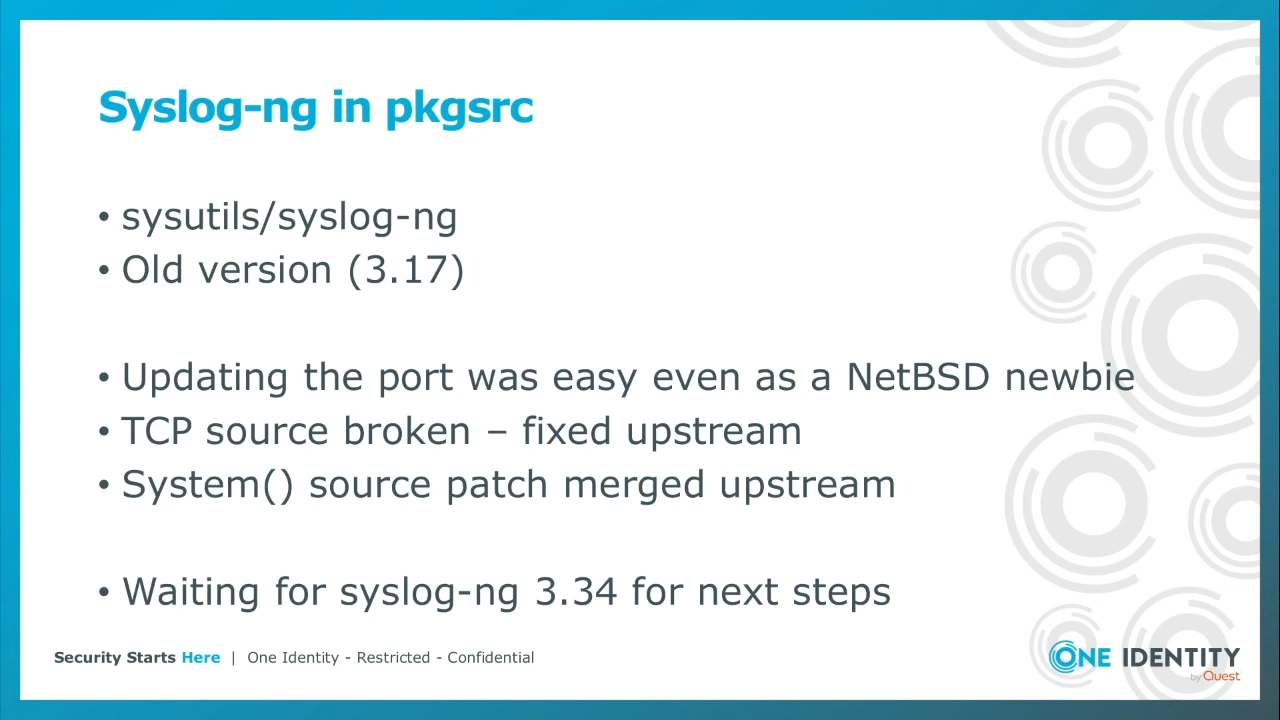 Syslog-ng in pkgsrc
• sysutils/syslog-ng
• Old version (3.17)
• Updating the port was easy even as a NetBSD newbie
• TCP source broken – fixed upstream
• System() source patch merged upstream
• Waiting for syslog-ng 3.34 for next steps
Security Starts Here | One Identity - Restricted - Confidential
ONE IDENTITY
by Quest